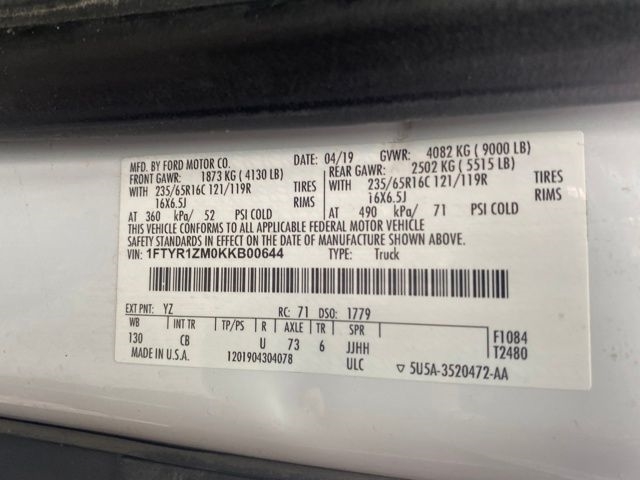 MFD. BY FORD MOTOR CO. DATE: 04/19 GVWR: 4082 KG ( 9000 LB)
FRONT GAWR: 1873 KG ( 4130 LB) REAR GAWR: 2502 KG ( 5515 LB)
WITH 235/65R16C 121/119R TIRES WITH 235/65R16C 121/119R TIRES
16X6.5J RIMS 16X6.5J RIMS
AT 360 kPa/ 52 PSI COLD AT 490 kPa/ 71 PSI COLD
THIS VEHICLE CONFORMS TO ALL APPLICABLE FEDERAL MOTOR VEHICLE
SAFETY STANDARDS IN EFFECT ON THE DATE OF MANUFACTURE SHOWN ABOVE.
VIN: 1FTYR1ZM0KKB00644 TYPE: Truck
EXT PNT: YZ RC: 71 DSO: 1779
WB INT TR TP/PS R AXLE TR SPR F1084
130 CB U 73 6 JJHH T2480
MADE IN U.S.A. 1201904304078 ULC ▽ 5U5A-3520472-AA